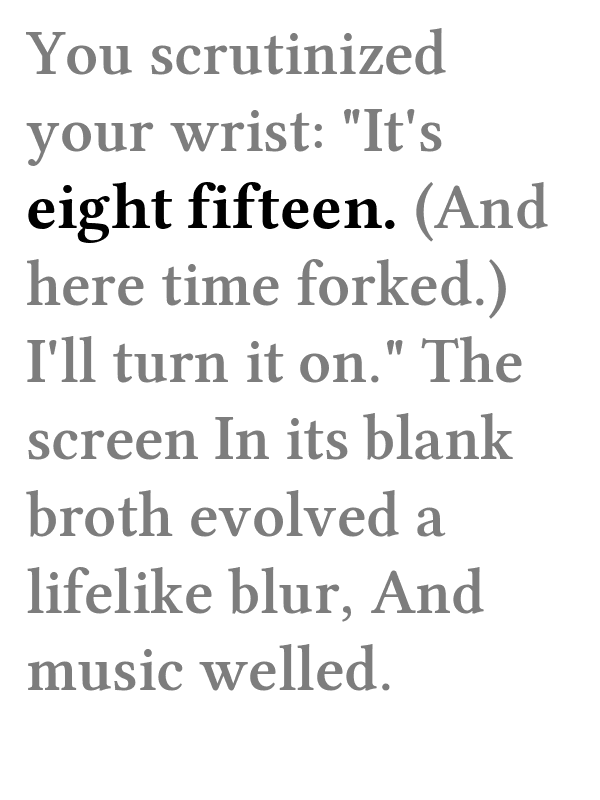 You scrutinized
your wrist: "It's
eight fifteen. (And
here time forked.)
I'll turn it on." The
screen In its blank
broth evolved a
lifelike blur, And
music welled.